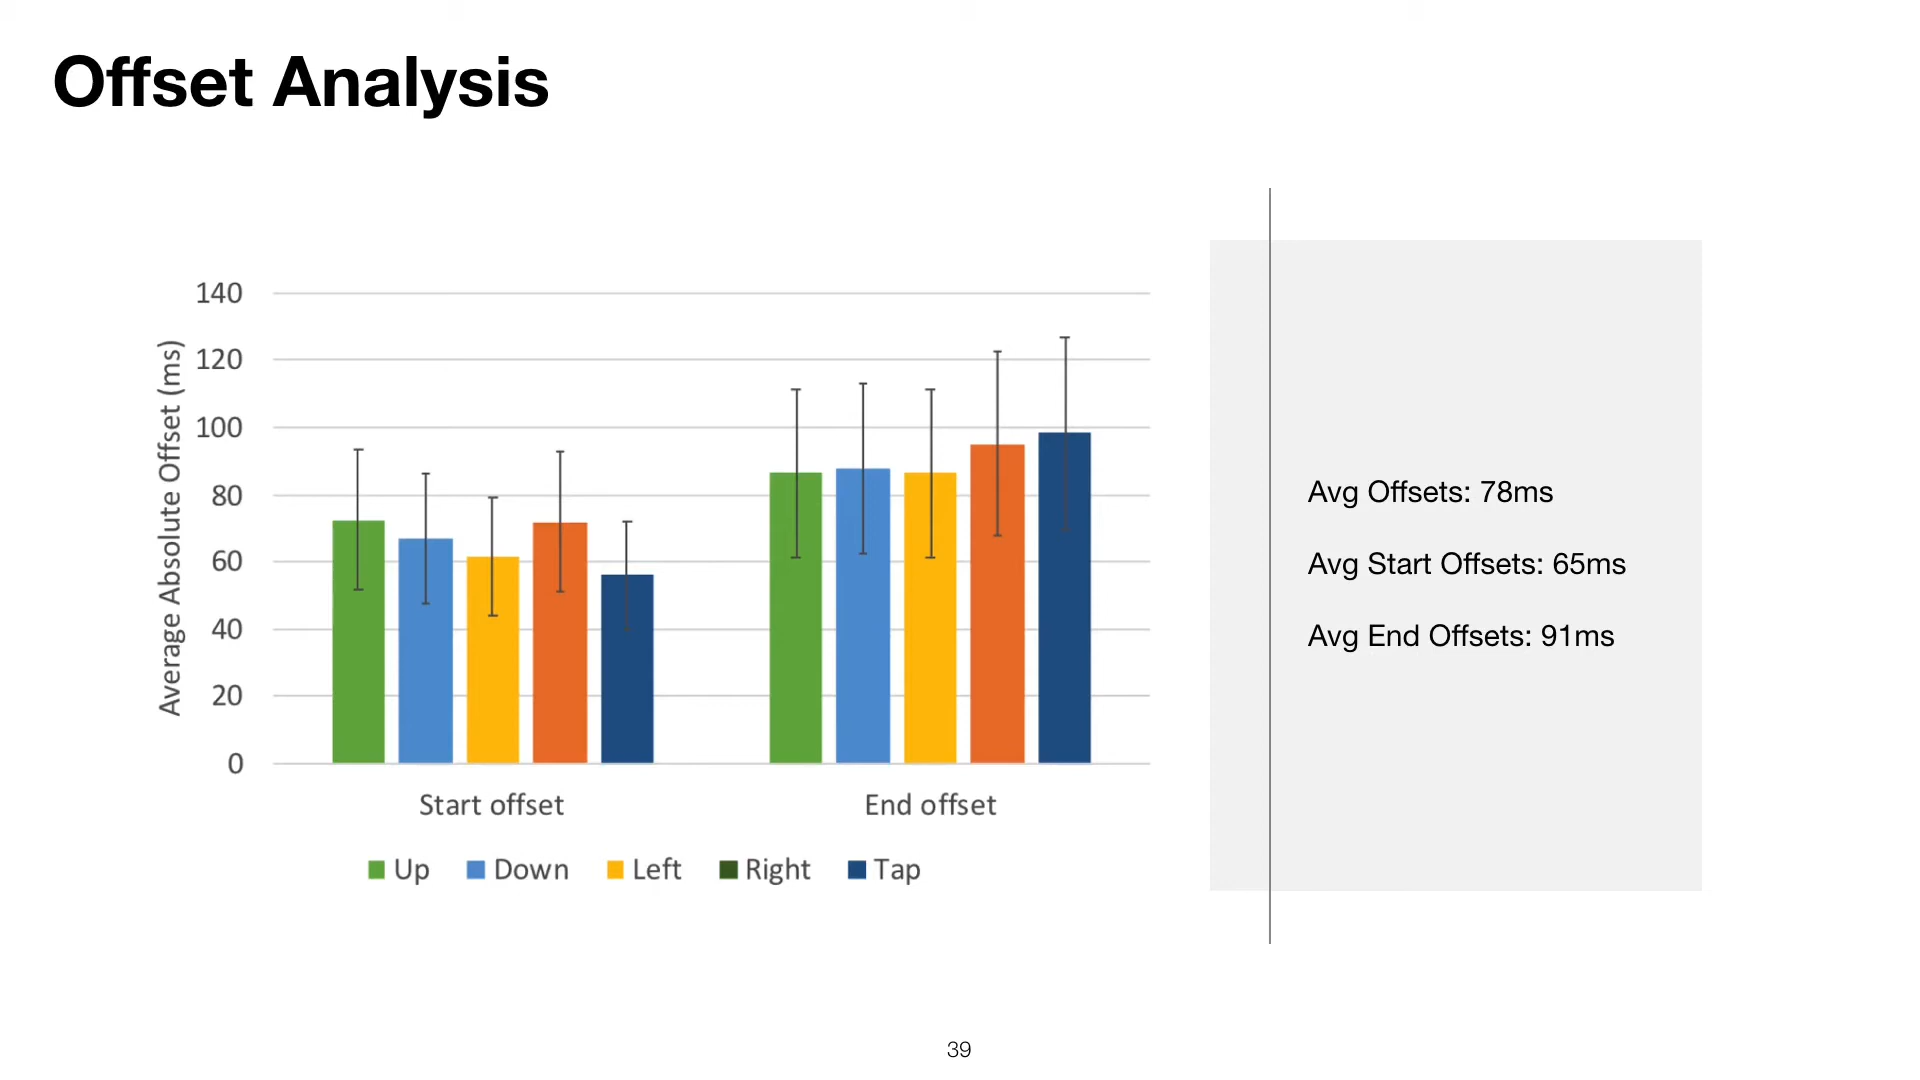 Offset Analysis
140
120
100
80
60
40
20
0
Average Absolute Offset (ms)
Start offset
End offset
Up
Down
Left
Right
Tap
Avg Offsets: 78ms
Avg Start Offsets: 65ms
Avg End Offsets: 91ms
39